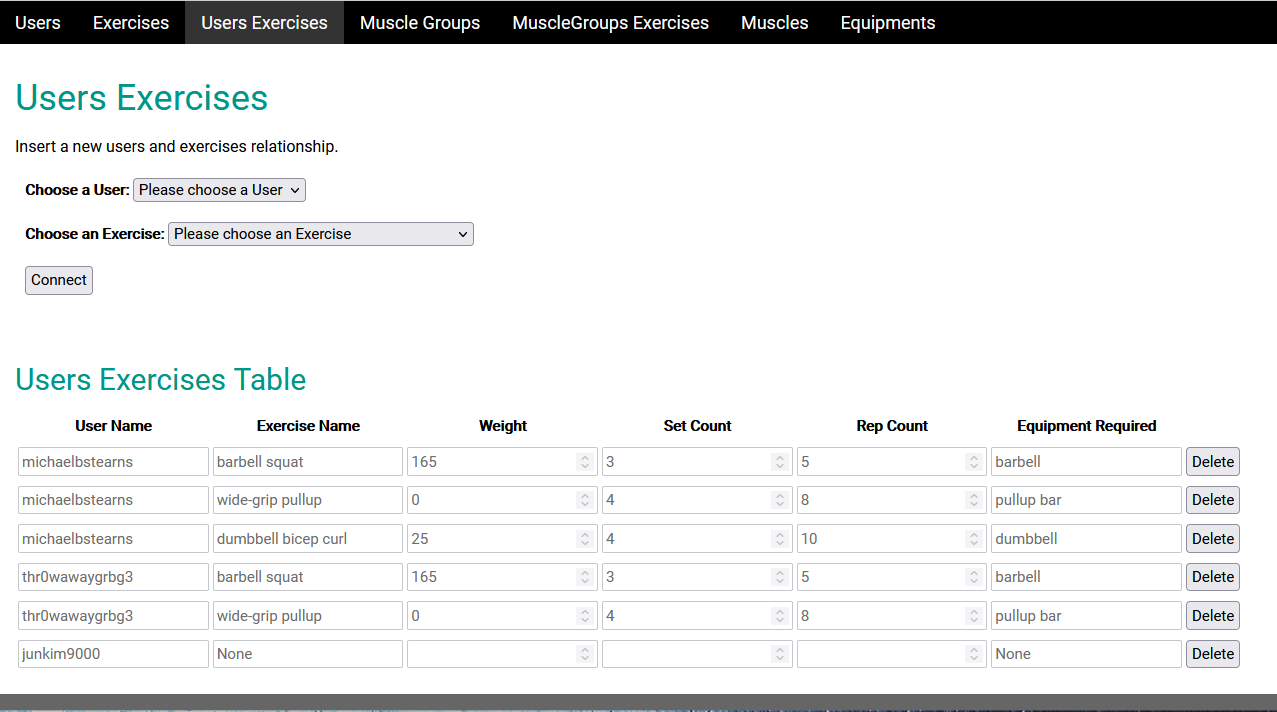 Users Exercises Users Exercises Muscle Groups MuscleGroups Exercises Muscles Equipments
Users Exercises
Insert a new users and exercises relationship.
Choose a User: Please choose a User
Choose an Exercise: Please choose an Exercise
Connect
Users Exercises Table
User Name Exercise Name Weight Set Count Rep Count Equipment Required
michaelbstearns barbell squat 165 3 5 barbell Delete
michaelbstearns wide-grip pullup 0 4 8 pullup bar Delete
michaelbstearns dumbbell bicep curl 25 4 10 dumbbell Delete
thr0wawaygrbg3 barbell squat 165 3 5 barbell Delete
thr0wawaygrbg3 wide-grip pullup 0 4 8 pullup bar Delete
junkim9000 None None Delete